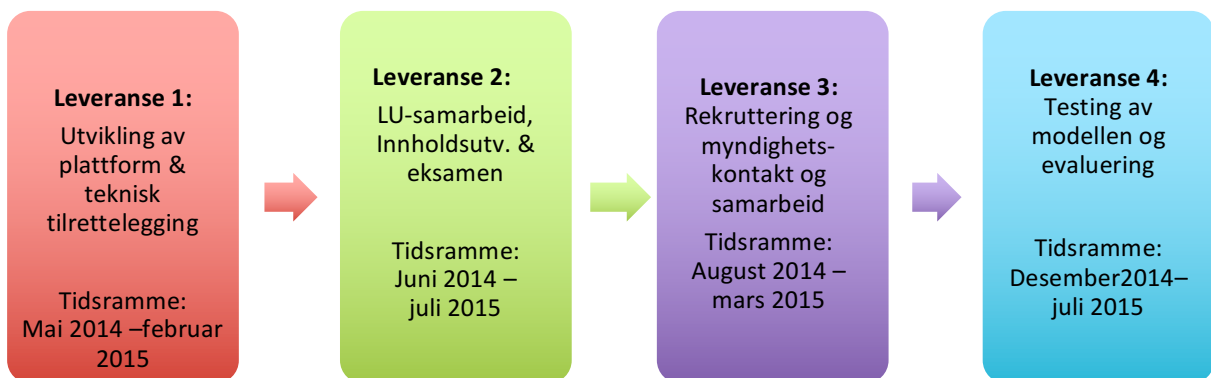 Leveranse 1:
Utvikling av
plattform &
teknisk
tilrettelegging
Tidsramme:
Mai 2014 –februar
2015
Leveranse 2:
LU-samarbeid,
Innholdsutv. &
eksamen
Tidsramme:
Juni 2014 –
juli 2015
Leveranse 3:
Rekruttering og
myndighets-
kontakt og
samarbeid
Tidsramme:
August 2014 –
mars 2015
Leveranse 4:
Testing av
modellen og
evaluering
Tidsramme:
Desember2014–
juli 2015